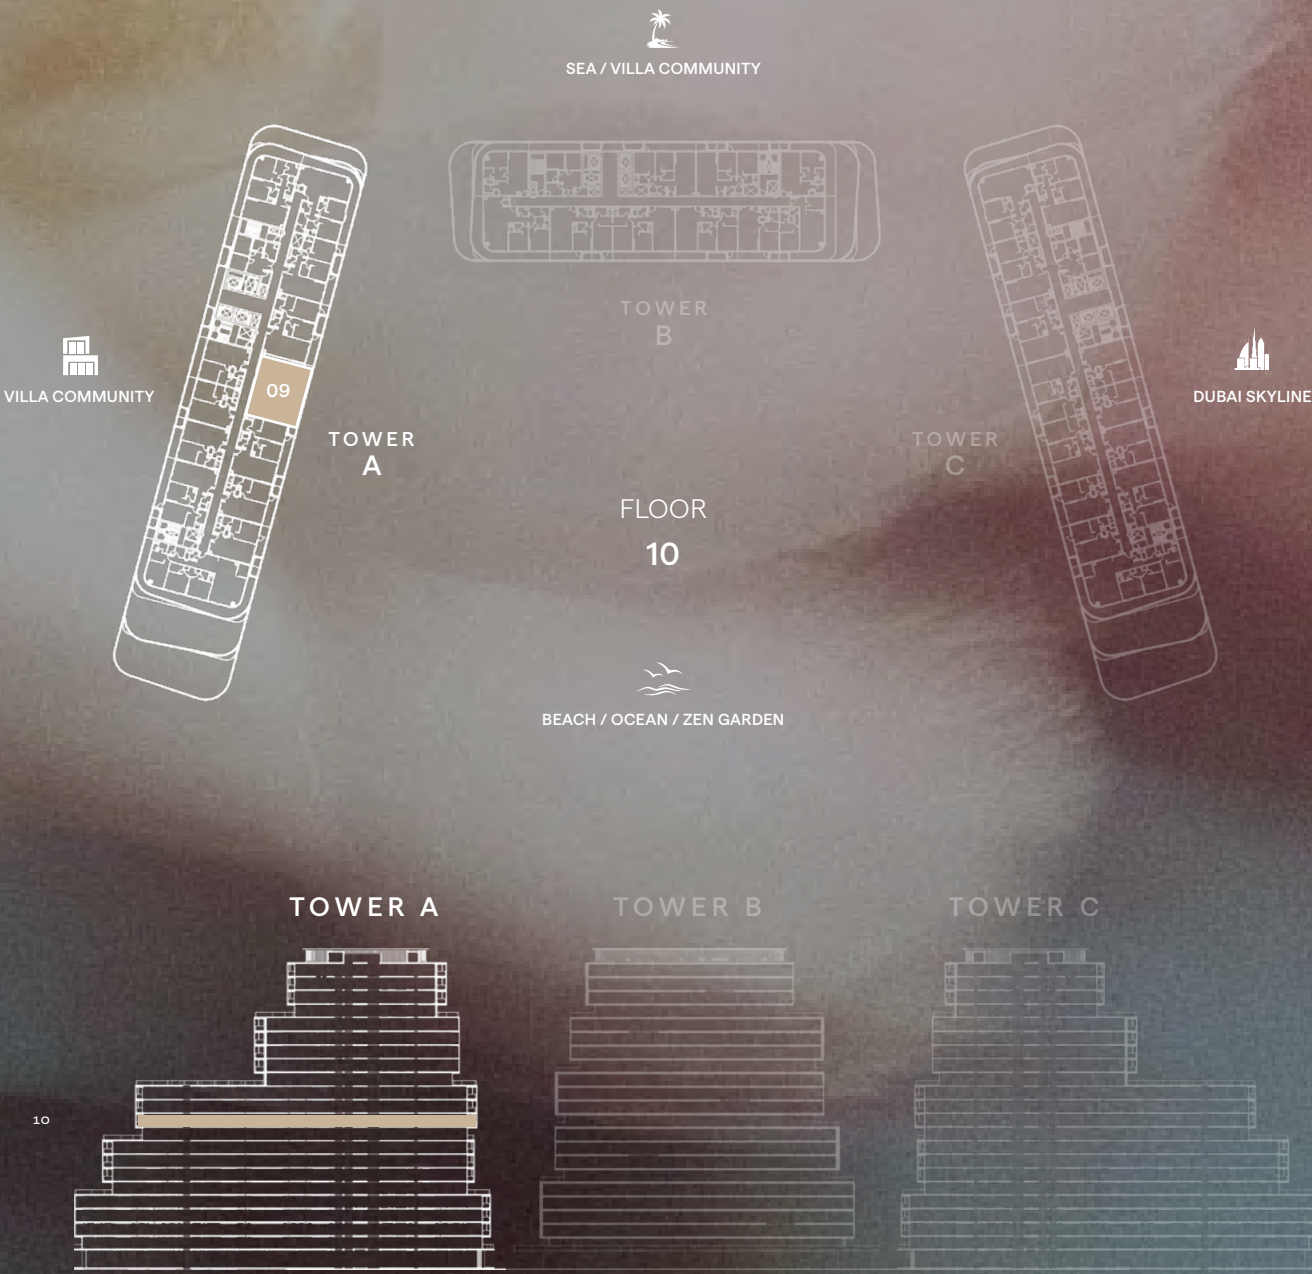 SEA / VILLA COMMUNITY
TOWER
B
VILLA COMMUNITY
09
DUBAI SKYLINE
TOWER
A
TOWER
C
FLOOR
10
BEACH / OCEAN / ZEN GARDEN
TOWER A
TOWER B
TOWER C
10